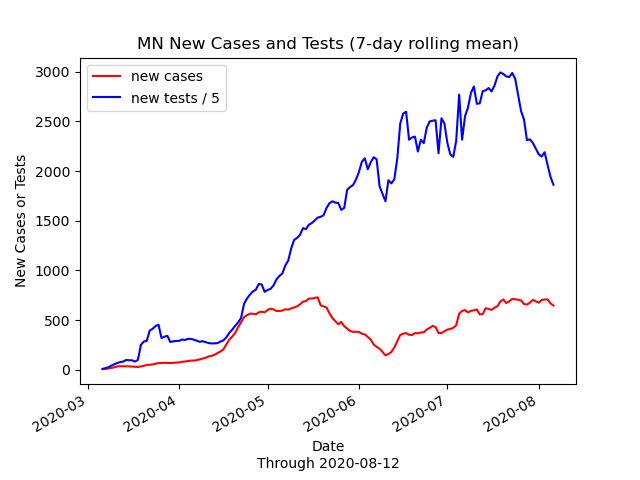 MN New Cases and Tests (7-day rolling mean)
new cases
new tests / 5
New Cases or Tests
3000
2500
2000
1500
1000
500
0
2020-03
2020-04
2020-05
2020-06
2020-07
2020-08
Date
Through 2020-08-12